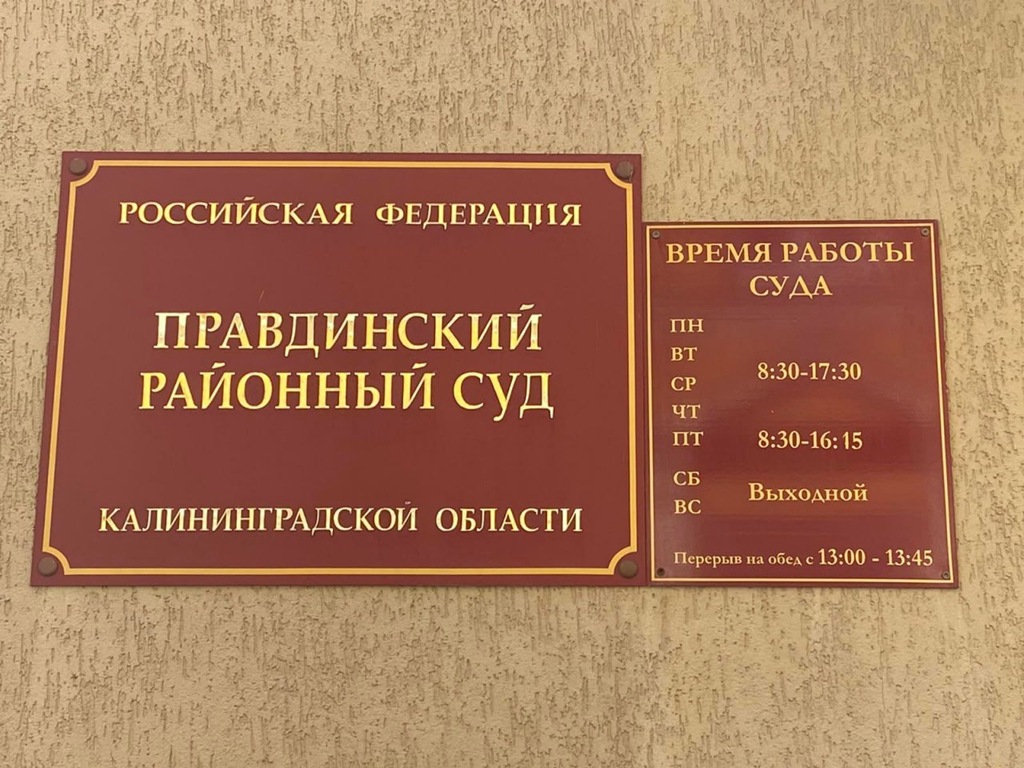 РОССИЙСКАЯ ФЕДЕРАЦИЯ
ПРАВДИНСКИЙ
РАЙОННЫЙ СУД
КАЛИНИНГРАДСКОЙ ОБЛАСТИ
ВРЕМЯ РАБОТЫ
СУДА
ПН
ВТ
8:30-17:30
СР
ЧТ
ПТ 8:30-16:15
СБ
Выходной
ВС
Перерыв на обед с 13:00 - 13:45